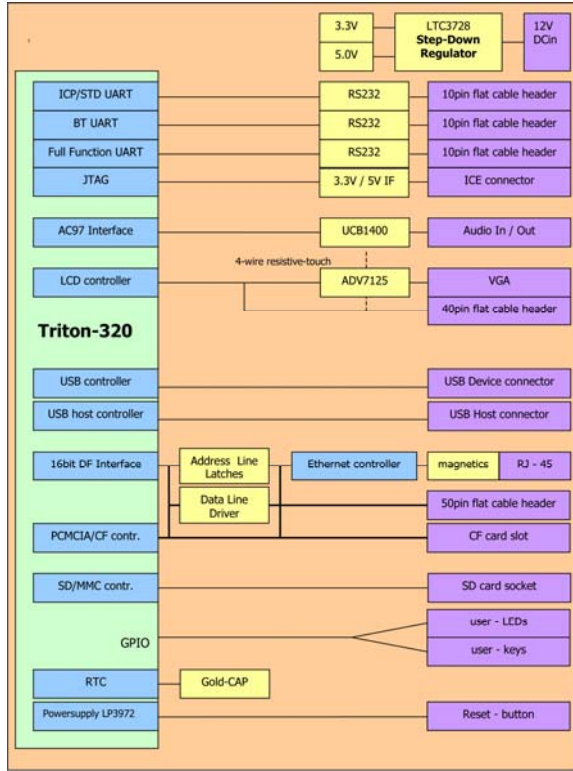 3.3V
LTC3728
Step-Down
Regulator
12V
DCin
5.0V
ICP/STD UART
RS232
10pin flat cable header
BT UART
RS232
10pin flat cable header
Full Function UART
RS232
10pin flat cable header
JTAG
3.3V / 5V IF
ICE connector
AC97 Interface
UCB1400
Audio In / Out
4-wire resistive-touch
LCD controller
ADV7125
VGA
40pin flat cable header
Triton-320
USB controller
USB Device connector
USB host controller
USB Host connector
16bit DF Interface
Address Line
Latches
Ethernet controller
magnetics
RJ - 45
Data Line
Driver
50pin flat cable header
PCMCIA/CF contr.
CF card slot
SD/MMC contr.
SD card socket
user - LEDs
GPIO
user - keys
RTC
Gold-CAP
Powersupply LP3972
Reset - button